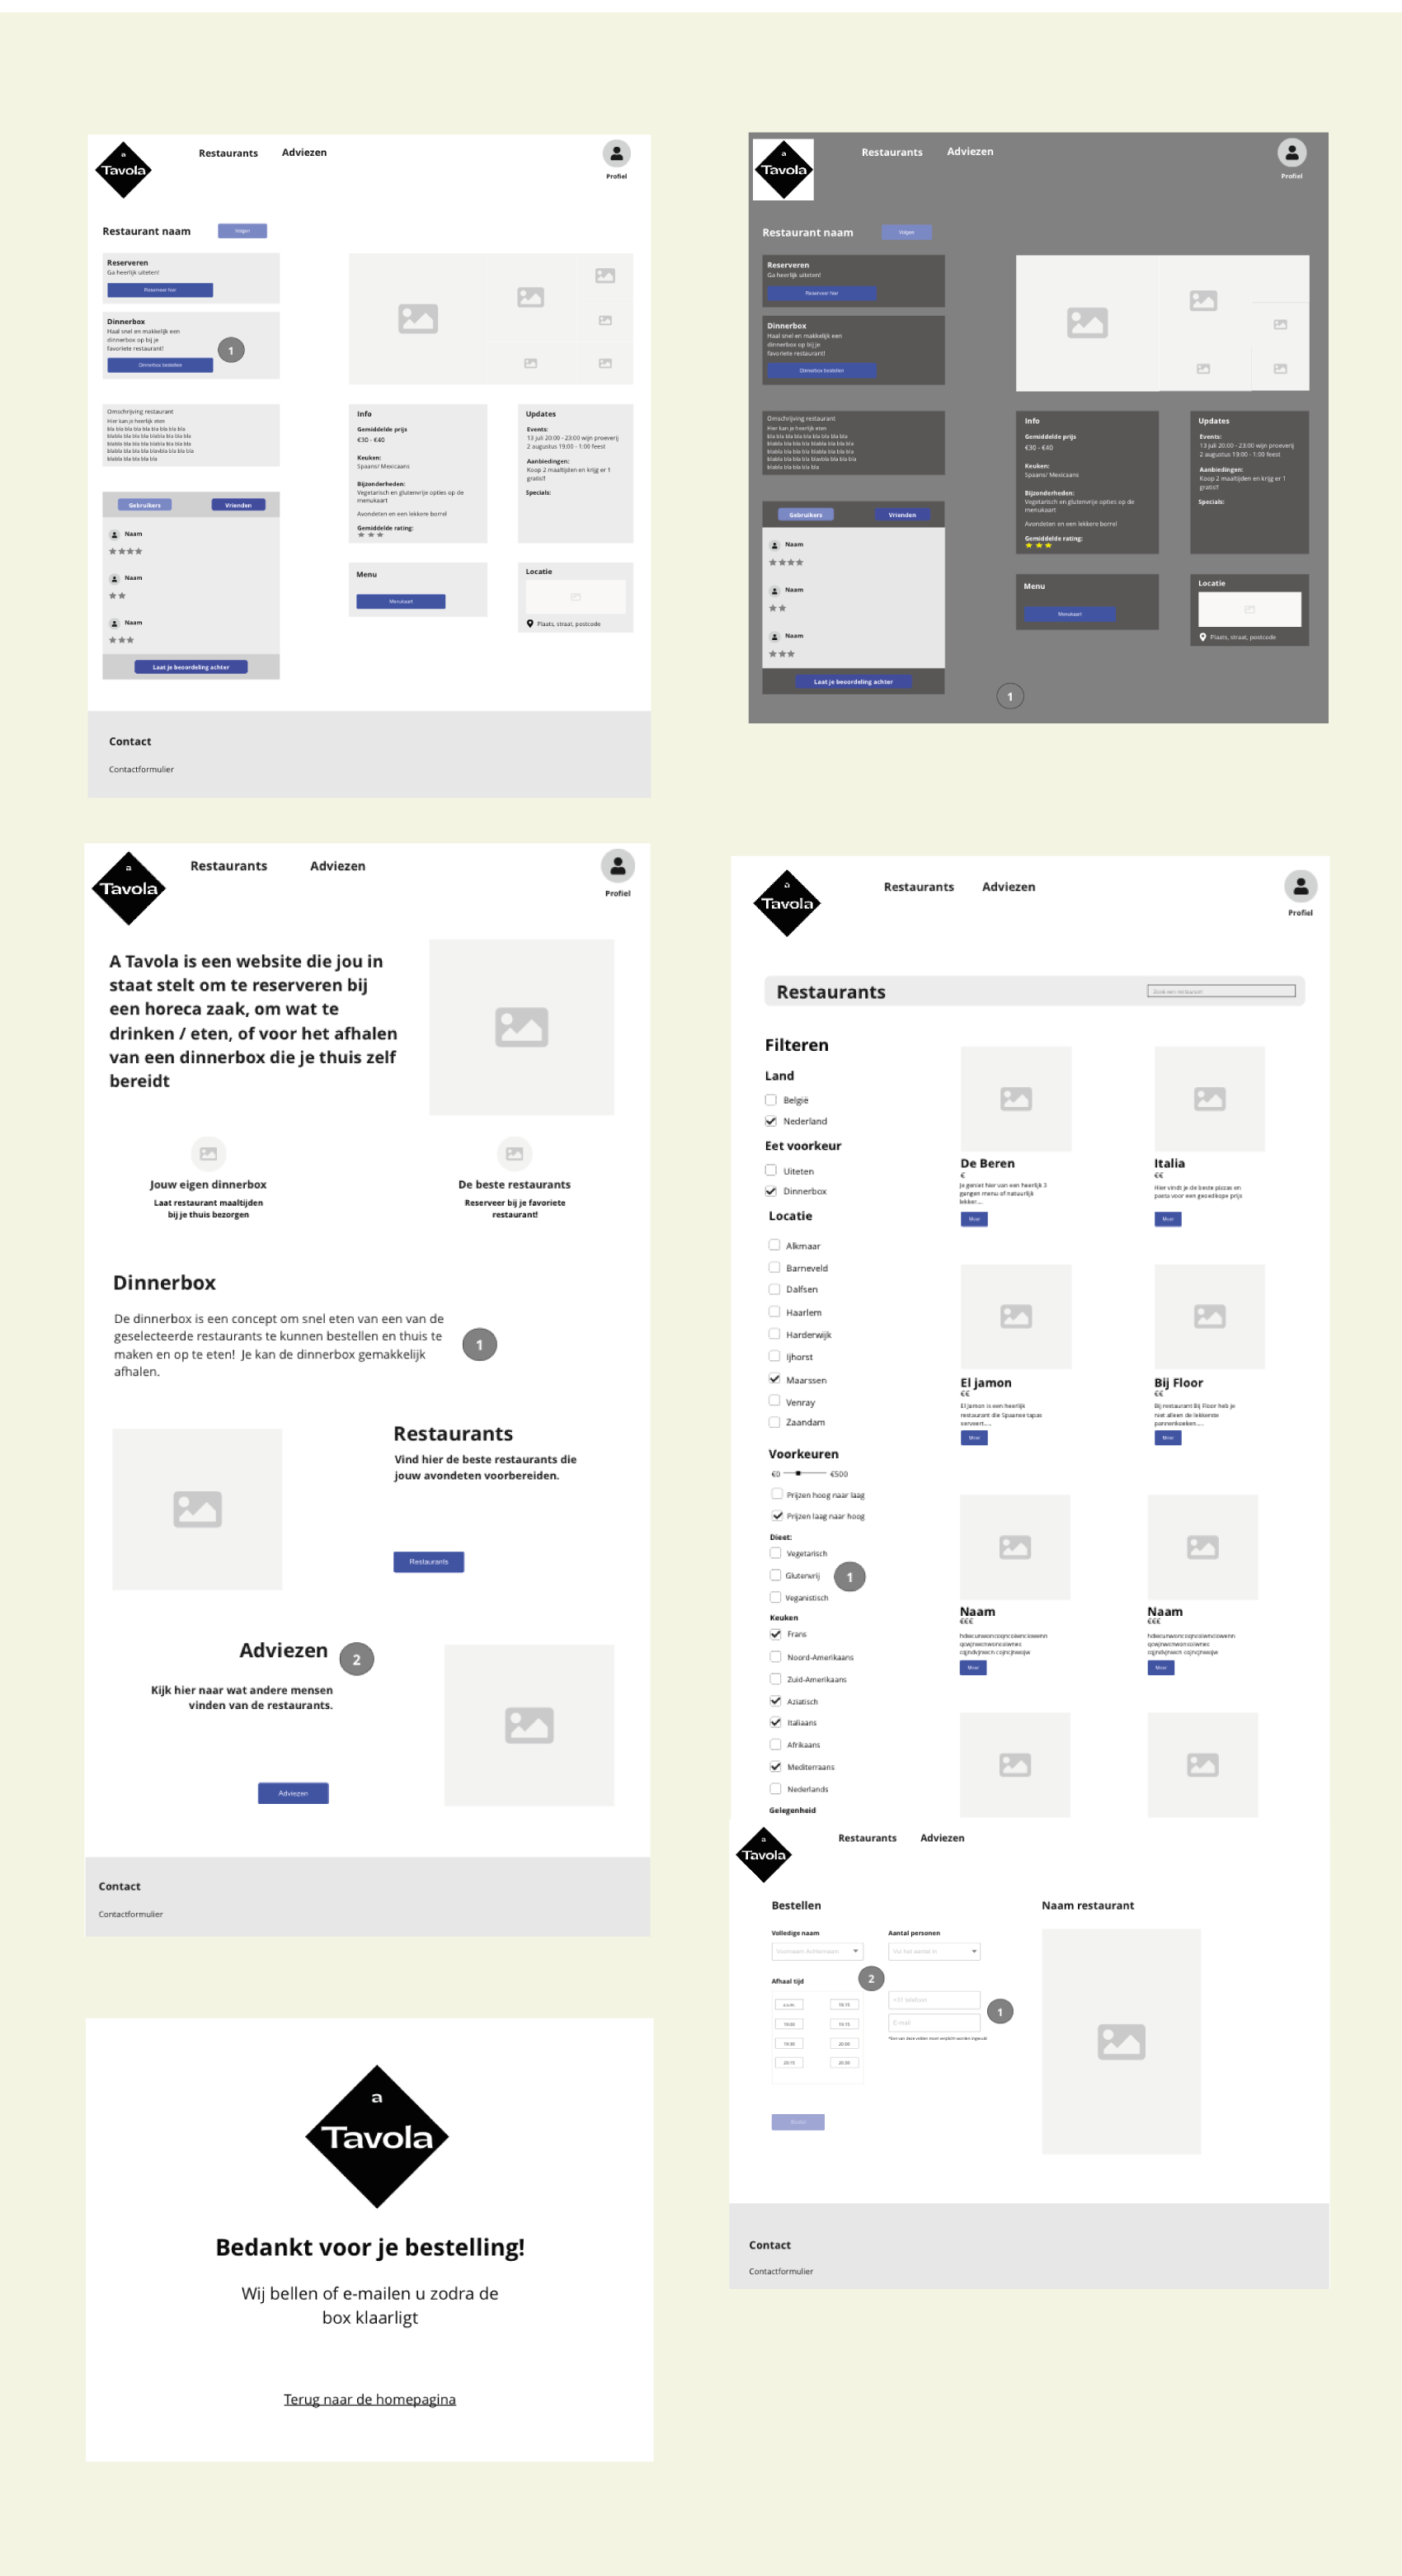 a
Tavola
Restaurants
Adviezen
Profiel
Restaurant naam
Volgen
Reserveren
Ga heerlijk uiteten!
Reserveer hier
Dinnerbox
Haal snel en makkelijk een
dinnerbox op bij je
favoriete restaurant!
Dinnerbox bestellen
1
Omschrijving restaurant
Hier kan je heerlijk eten
bla bla bla bla bla bla bla bla bla
blabla bla bla bla blabla bla bla bla
blabla bla bla bla blabla bla bla bla
blabla bla bla bla blavbla bla bla bla
blabla bla bla bla bla
Gebruikers
Vrienden
Naam
Naam
Naam
Laat je beoordeling achter
Info
Gemiddelde prijs
€30 - €40
Keuken:
Spaans/ Mexicaans
Bijzonderheden:
Vegetarisch en glutenvrije opties op de
menukaart
Avondeten en een lekkere borrel
Gemiddelde rating:
Menu
Menukaart
Updates
Events:
13 juli 20:00 - 23:00 wijn proeverij
2 augustus 19:00 - 1:00 feest
Aanbiedingen:
Koop 2 maaltijden en krijg er 1
gratis!!
Specials:
Locatie
Plaats, straat, postcode
Contact
Contactformulier
a
Tavola
Restaurants
Adviezen
Profiel
Restaurant naam
Volgen
Reserveren
Ga heerlijk uiteten!
Reserveer hier
Dinnerbox
Haal snel en makkelijk een
dinnerbox op bij je
favoriete restaurant!
Dinnerbox bestellen
Omschrijving restaurant
Hier kan je heerlijk eten
bla bla bla bla bla bla bla bla bla
blabla bla bla bla blabla bla bla bla
blabla bla bla bla blabla bla bla bla
blabla bla bla bla blavbla bla bla bla
blabla bla bla bla bla
Gebruikers
Vrienden
Naam
Naam
Naam
Laat je beoordeling achter
Info
Gemiddelde prijs
€30 - €40
Keuken:
Spaans/ Mexicaans
Bijzonderheden:
Vegetarisch en glutenvrije opties op de
menukaart
Avondeten en een lekkere borrel
Gemiddelde rating:
Menu
Menukaart
Updates
Events:
13 juli 20:00 - 23:00 wijn proeverij
2 augustus 19:00 - 1:00 feest
Aanbiedingen:
Koop 2 maaltijden en krijg er 1
gratis!!
Specials:
Locatie
Plaats, straat, postcode
1
a
Tavola
Restaurants
Adviezen
Profiel
A Tavola is een website die jou in
staat stelt om te reserveren bij
een horeca zaak, om wat te
drinken / eten, of voor het afhalen
van een dinnerbox die je thuis zelf
bereidt
Jouw eigen dinnerbox
Laat restaurant maaltijden
bij je thuis bezorgen
De beste restaurants
Reserveer bij je favoriete
restaurant!
Dinnerbox
De dinnerbox is een concept om snel eten van een van de
geselecteerde restaurants te kunnen bestellen en thuis te
maken en op te eten! Je kan de dinnerbox gemakkelijk
afhalen.
1
Restaurants
Vind hier de beste restaurants die
jouw avondeten voorbereiden.
Restaurants
Adviezen
2
Kijk hier naar wat andere mensen
vinden van de restaurants.
Adviezen
Contact
Contactformulier
a
Tavola
Restaurants
Adviezen
Profiel
Restaurants
Zoek een restaurant!
Filteren
Land
België
Nederland
Eet voorkeur
Uiteten
Dinnerbox
Locatie
Alkmaar
Barneveld
Dalfsen
Haarlem
Harderwijk
Ijhorst
Maarssen
Venray
Zaandam
Voorkeuren
€0
€500
Prijzen hoog naar laag
Prijzen laag naar hoog
Dieet:
Vegetarisch
Glutenvrij
1
Veganistisch
Keuken
Frans
Noord-Amerikaans
Zuid-Amerikaans
Aziatisch
Italiaans
Afrikaans
Mediterraans
Nederlands
Gelegenheid
De Beren
€
Je geniet hier van een heerlijk 3
gangen menu of natuurlijk
lekker....
Meer
Italia
€€
Hier vindt je de beste pizzas en
pasta voor een goedkope prijs
Meer
El jamon
€€
El Jamon is een heerlijk
restaurant die Spaanse tapas
serveert.....
Meer
Bij Floor
€€
Bij restaurant Bij Floor heb je
niet alleen de lekkerste
pannenkoeken.....
Meer
Naam
€€€
Meer
Naam
€€€
Meer
a
Tavola
Restaurants
Adviezen
Bestellen
Naam restaurant
Volledige naam
Voornaam Achternaam
Aantal personen
Vul het aantal in
Afhaal tijd
2
18:15
19:00
19:15
19:30
20:00
20:15
20:30
+31 telefoon
E-mail
1
Bestel
Contact
Contactformulier
a
Tavola
Bedankt voor je bestelling!
Wij bellen of e-mailen u zodra de
box klaarligt
Terug naar de homepagina